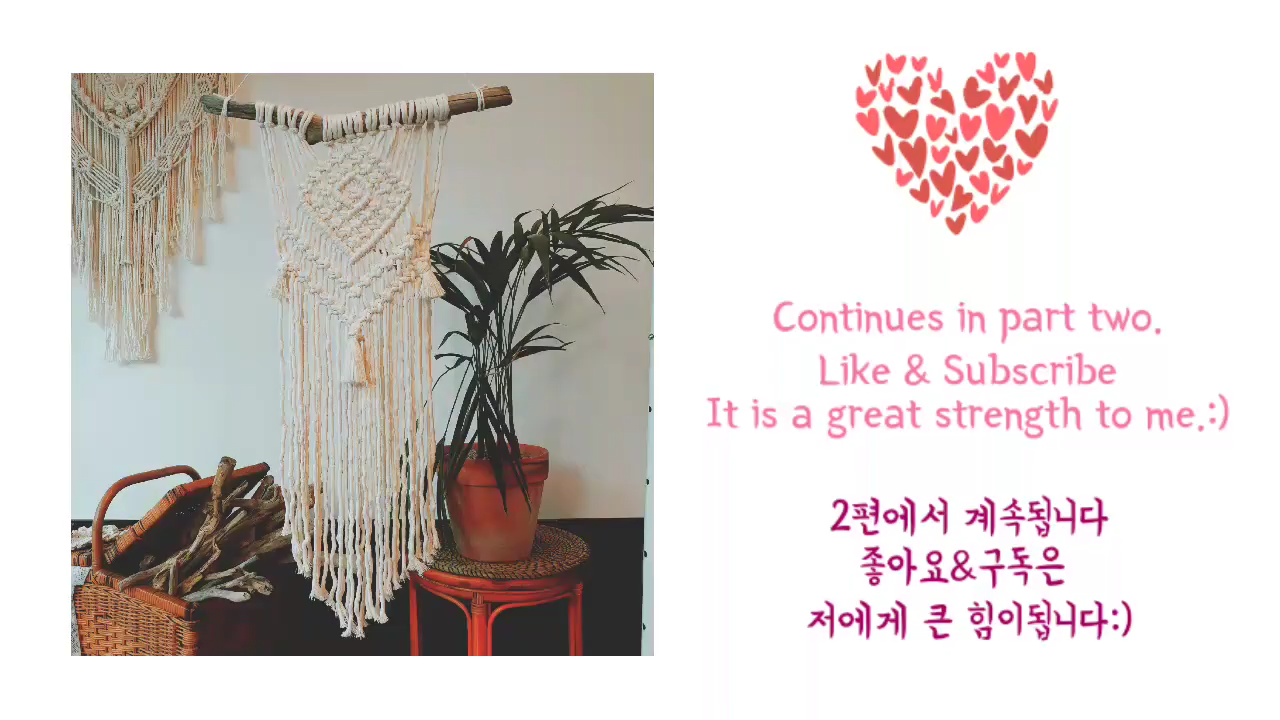 Continues in part two.
Like & Subscribe
It is a great strength to me.:)
2편에서 계속됩니다
좋아요&구독은
저에게 큰 힘이됩니다:)